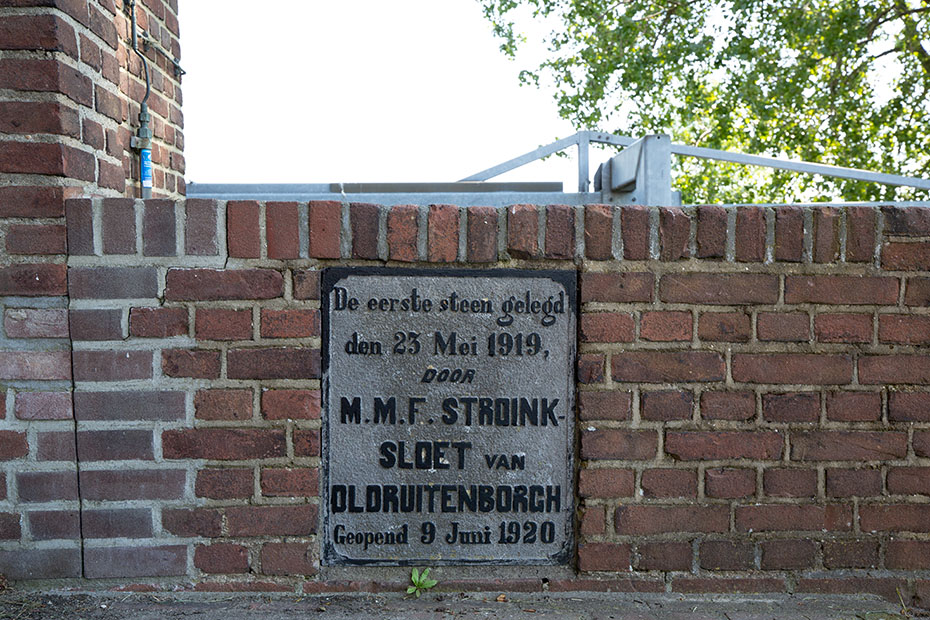 De eerste steen gelegd
den 23 Mei 1919,
DOOR
M.M.F. STROINK-
SLOET VAN
OLDRUITENBORGH
Geopend 9 Juni 1920